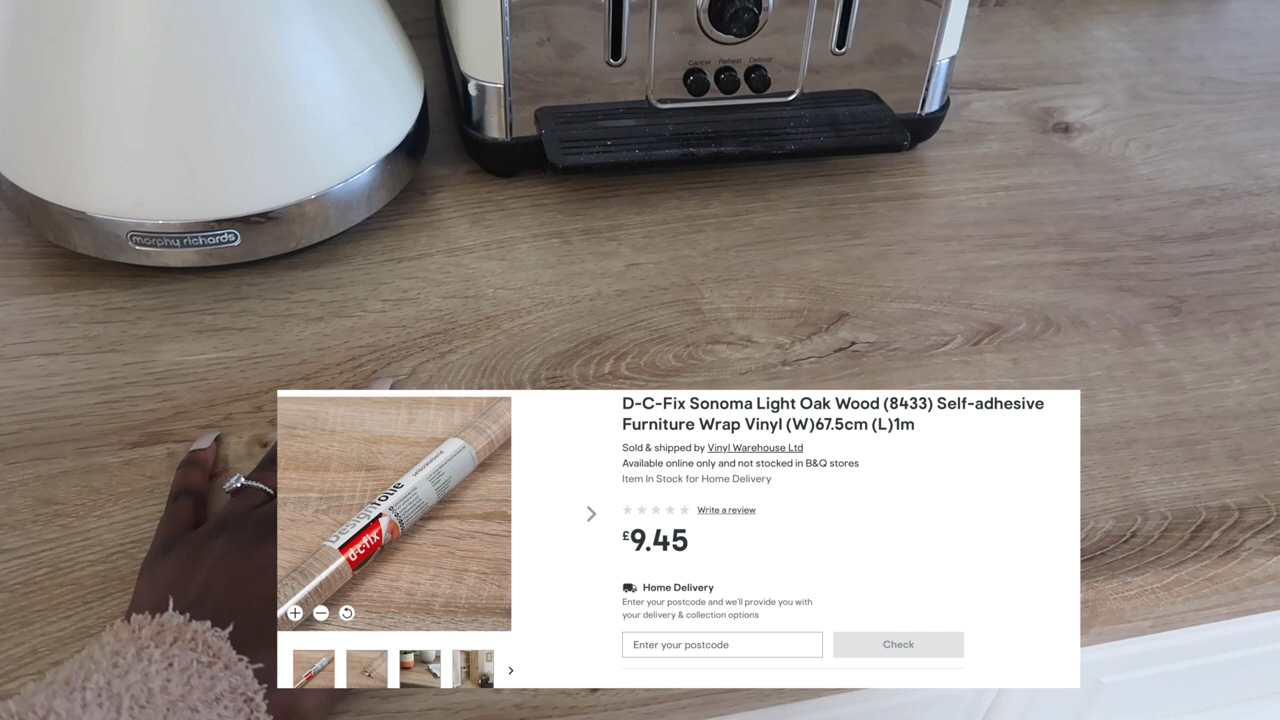 Cancel Reheat Defrost
morphy richards
D-C-Fix Sonoma Light Oak Wood (8433) Self-adhesive
Furniture Wrap Vinyl (W)67.5cm (L)1m
Sold & shipped by Vinyl Warehouse Ltd
Available online only and not stocked in B&Q stores
Item In Stock for Home Delivery
Write a review
£9.45
Home Delivery
Enter your postcode and we'll provide you with
your delivery & collection options
Enter your postcode
Check
Designfolie
d-c-fix